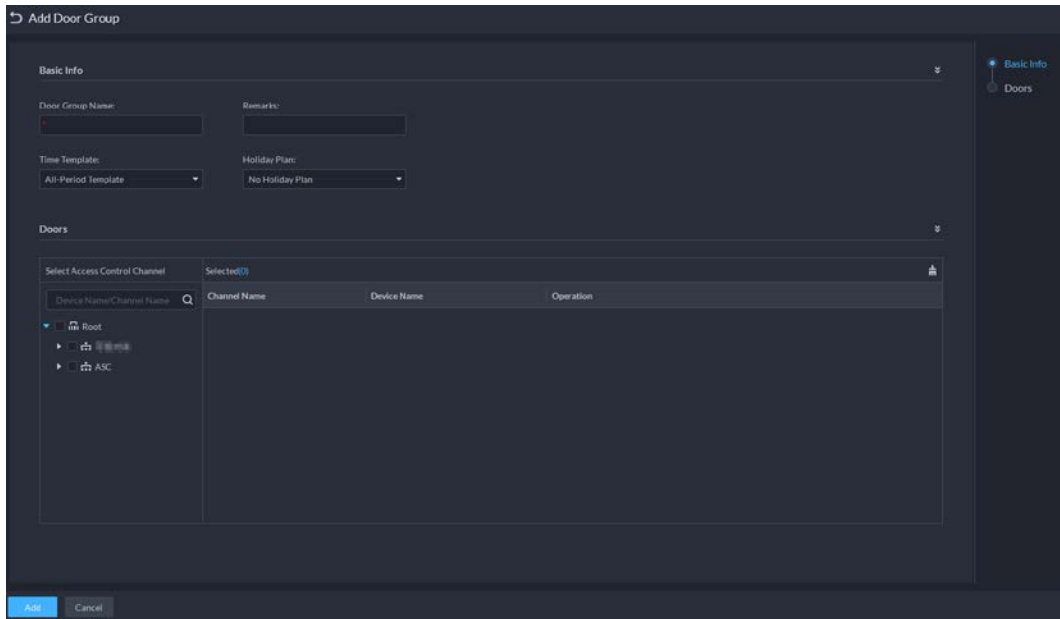 Add Door Group
Basic Info
Basic Info
Doors
Door Group Name:
Remarks:
*
Time Template:
Holiday Plan:
All-Period Template
No Holiday Plan
Doors
Select Access Control Channel
Selected(0)
Device Name/Channel Name
Channel Name
Device Name
Operation
Root
ASC
Add
Cancel